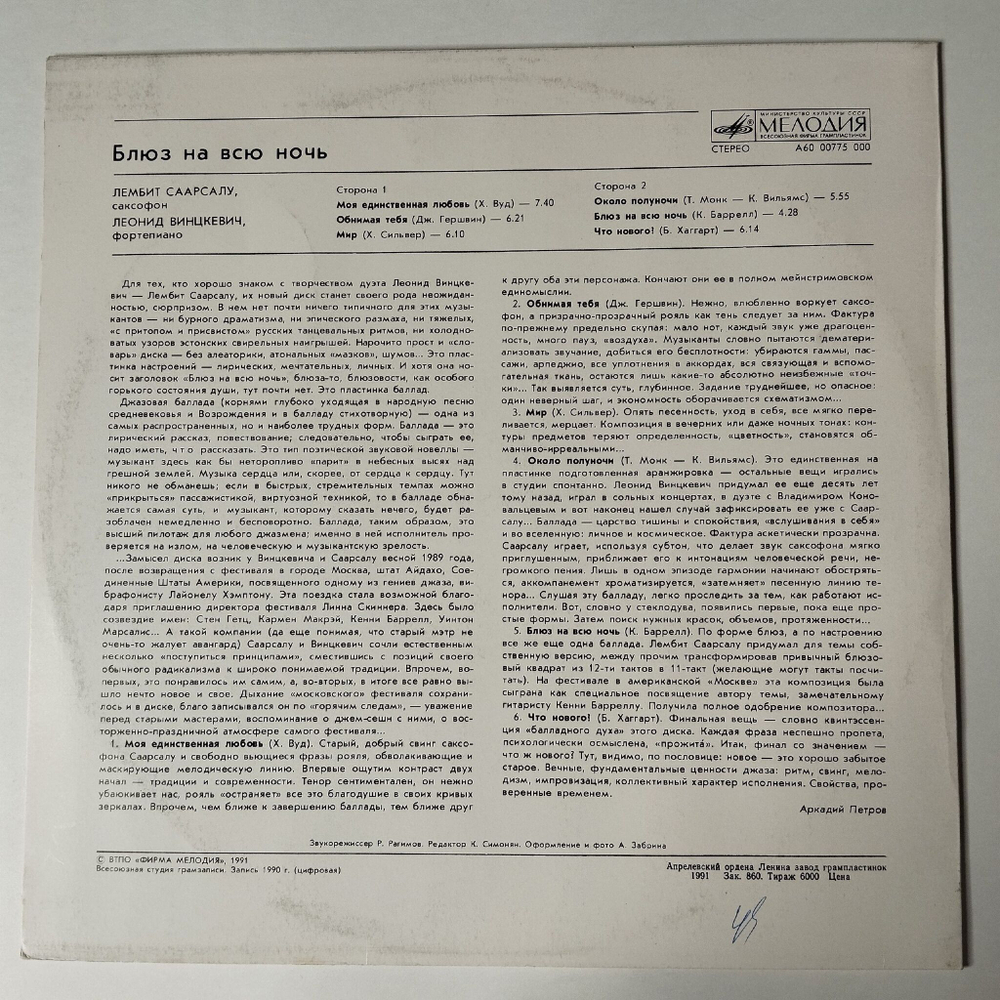 МИНИСТЕРСТВО КУЛЬТУРЫ СССР
МЕЛОДИЯ
ВСЕСОЮЗНАЯ ФИРМА ГРАМПЛАСТИНОК
СТЕРЕО А60 00775 000
Блюз на всю ночь
ЛЕМБИТ СААРСАЛУ,
саксофон
ЛЕОНИД ВИНЦКЕВИЧ,
фортепиано
Сторона 1
Моя единственная любовь (Х. Вуд) — 7.40
Обнимая тебя (Дж. Гершвин) — 6.21
Мир (Х. Сильвер) — 6.10
Сторона 2
Около полуночи (Т. Монк — К. Вильямс) — 5.55
Блюз на всю ночь (К. Баррелл) — 4.28
Что нового! (Б. Хаггарт) — 6.14
Для тех, кто хорошо знаком с творчеством дуэта Леонид Винцке-
вич — Лембит Саарсалу, их новый диск станет своего рода неожидан-
ностью, сюрпризом. В нем нет почти ничего типичного для этих музы-
кантов — ни бурного драматизма, ни эпического размаха, ни тяжелых,
«с притопом и присвистом» русских танцевальных ритмов, ни холодно-
ватых узоров эстонских свирельных наигрышей. Нарочито прост и «сло-
варь» диска — без алеаторики, атональных «мазков», шумов... Это плас-
тинка настроений — лирических, мечтательных, личных. И хотя она но-
сит заголовок «Блюз на всю ночь», блюза-то, блюзовости, как особого
горького состояния души, тут почти нет. Это пластинка баллад.
Джазовая баллада (корнями глубоко уходящая в народную песню
средневековья и Возрождения и в балладу стихотворную) — одна из
самых распространенных, но и наиболее трудных форм. Баллада — это
лирический рассказ, повествование; следовательно, чтобы сыграть ее,
надо иметь, что рассказать. Это тип поэтической звуковой новеллы —
музыкант здесь как бы неторопливо «парит» в небесных высях над
грешной землей. Музыка сердца или, скорее, от сердца к сердцу. Тут
никого не обманешь; если в быстрых, стремительных темпах можно
«прикрыться» пассажистикой, виртуозной техникой, то в балладе обна-
жается самая суть, и музыкант, которому сказать нечего, будет ра-
зоблачен немедленно и бесповоротно. Баллада, таким образом, это
высший пилотаж для любого джазмена; именно в ней исполнитель про-
веряется на излом, на человеческую и музыкантскую зрелость.
...Замысел диска возник у Винцкевича и Саарсалу весной 1989 года,
после возвращения с фестиваля в городе Москва, штат Айдахо, Сое-
диненные Штаты Америки, посвященного одному из гениев джаза, ви-
брафонисту Лайонелу Хэмптону. Эта поездка стала возможной благо-
даря приглашению директора фестиваля Линна Скиннера. Здесь было
созвездие имен: Стен Гетц, Кармен Макрэй, Кенни Баррелл, Уинтон
Марсалис... А такой компании (да еще понимая, что старый мэтр не
очень-то жалует авангард) Саарсалу и Винцкевич сочли естественным
несколько «поступиться принципами», сместившись с позиций своего
обычного радикализма к широко понимаемой традиции. Впрочем, во-
первых, это понравилось им самим, а, во-вторых, в итоге все равно вы-
шло нечто новое и свое. Дыхание «московского» фестиваля сохрани-
лось и в диске, благо записывался он по «горячим следам», — уважение
перед старыми мастерами, воспоминание о джем-сешн с ними, о вос-
торженно-праздничной атмосфере самого фестиваля...
1. Моя единственная любовь (Х. Вуд). Старый, добрый свинг саксо-
фона Саарсалу и свободно вьющиеся фразы рояля, обволакивающие и
маскирующие мелодическую линию. Впервые ощутим контраст двух
начал — традиции и современности. Тенор сентиментален, он нежно
убаюкивает нас, рояль «остраняет» все это благодушие в своих кривых
зеркалах. Впрочем, чем ближе к завершению баллады, тем ближе друг
к другу оба эти персонажа. Кончают они ее в полном мейнстримовском
единомыслии.
2. Обнимая тебя (Дж. Гершвин). Нежно, влюбленно воркует саксо-
фон, а призрачно-прозрачный рояль как тень следует за ним. Фактура
по-прежнему предельно скупая: мало нот, каждый звук уже драгоцен-
ность, много пауз, «воздуха». Музыканты словно пытаются дематери-
ализовать звучание, добиться его бесплотности: убираются гаммы, пас-
сажи, арпеджио, все уплотнения в аккордах, вся связующая и вспомо-
гательная ткань, остаются лишь какие-то абсолютно неизбежные «точ-
ки»... Так выявляется суть, глубинное. Задание труднейшее, но опасное:
один неверный шаг, и экономность оборачивается схематизмом...
3. Мир (Х. Сильвер). Опять песенность, уход в себя, все мягко пере-
ливается, мерцает. Композиция в вечерних или даже ночных тонах: кон-
туры предметов теряют определенность, «цветность», становятся об-
манчиво-ирреальными...
4. Около полуночи (Т. Монк — К. Вильямс). Это единственная на
пластинке подготовленная аранжировка — остальные вещи игрались
в студии спонтанно. Леонид Винцкевич придумал ее еще десять лет
тому назад, играл в сольных концертах, в дуэте с Владимиром Коно-
вальцевым и вот наконец нашел случай зафиксировать ее уже с Саар-
салу... Баллада — царство тишины и спокойствия, «вслушивания в себя»
и во вселенную: личное и космическое. Фактура аскетически прозрачна.
Саарсалу играет, используя субтон, что делает звук саксофона мягко
приглушенным, приближает его к интонациям человеческой речи, не-
громкого пения. Лишь в одном эпизоде гармонии начинают обострять-
ся, аккомпанемент хроматизируется, «затемняет» песенную линию те-
нора... Слушая эту балладу, легко проследить за тем, как работают ис-
полнители. Вот, словно у стеклодува, появились первые, пока еще про-
стые формы. Затем поиск нужных красок, объемов, протяженности...
5. Блюз на всю ночь (К. Баррелл). По форме блюз, а по настроению
все же еще одна баллада. Лембит Саарсалу придумал для темы соб-
ственную версию, между прочим трансформировав привычный блюзо-
вый квадрат из 12-ти тактов в 11-такт (желающие могут такты посчи-
тать). На фестивале в американской «Москве» эта композиция была
сыграна как специальное посвящение автору темы, замечательному
гитаристу Кенни Барреллу. Получила полное одобрение композитора...
6. Что нового! (Б. Хаггарт). Финальная вещь — словно квинтэссен-
ция «балладного духа» этого диска. Каждая фраза неспешно пропета,
психологически осмыслена, «прожита». Итак, финал со значением —
что ж нового? Тут, видимо, по пословице: новое — это хорошо забытое
старое. Вечные, фундаментальные ценности джаза: ритм, свинг, мело-
дизм, импровизация, коллективный характер исполнения. Свойства, про-
веренные временем.
Аркадий Петров
Звукорежиссер Р. Рагимов. Редактор К. Симонян. Оформление и фото А. Забрина
© ВТПО «ФИРМА МЕЛОДИЯ», 1991
Всесоюзная студия грамзаписи. Запись 1990 г. (цифровая)
Апрелевский ордена Ленина завод грампластинок
1991 Зак. 860. Тираж 6000 Цена